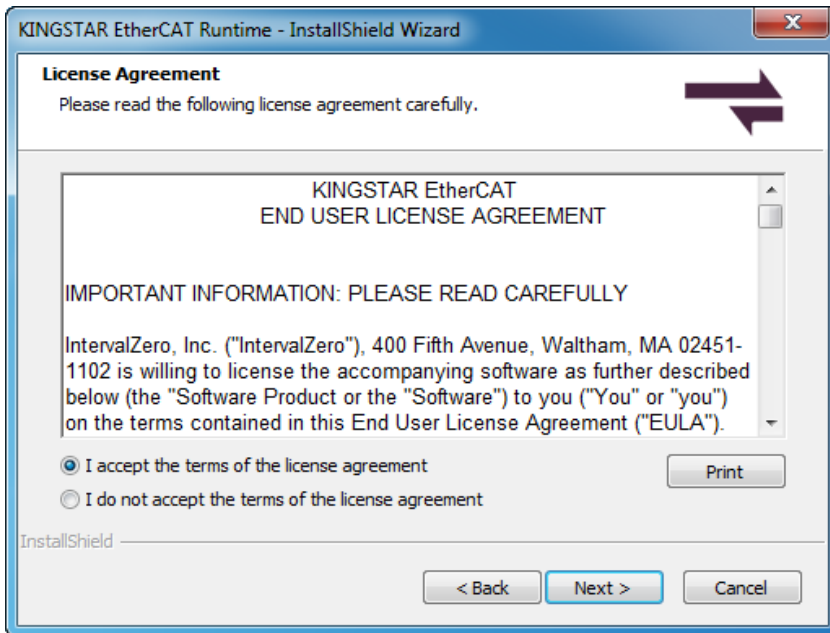 KINGSTAR EtherCAT Runtime - InstallShield Wizard
License Agreement
Please read the following license agreement carefully.
KINGSTAR EtherCAT
END USER LICENSE AGREEMENT
IMPORTANT INFORMATION: PLEASE READ CAREFULLY
IntervalZero, Inc. ("IntervalZero"), 400 Fifth Avenue, Waltham, MA 02451-
1102 is willing to license the accompanying software as further described
below (the "Software Product or the "Software") to you ("You" or "you")
on the terms contained in this End User License Agreement ("EULA").
I accept the terms of the license agreement
Print
I do not accept the terms of the license agreement
InstallShield
< Back Next > Cancel